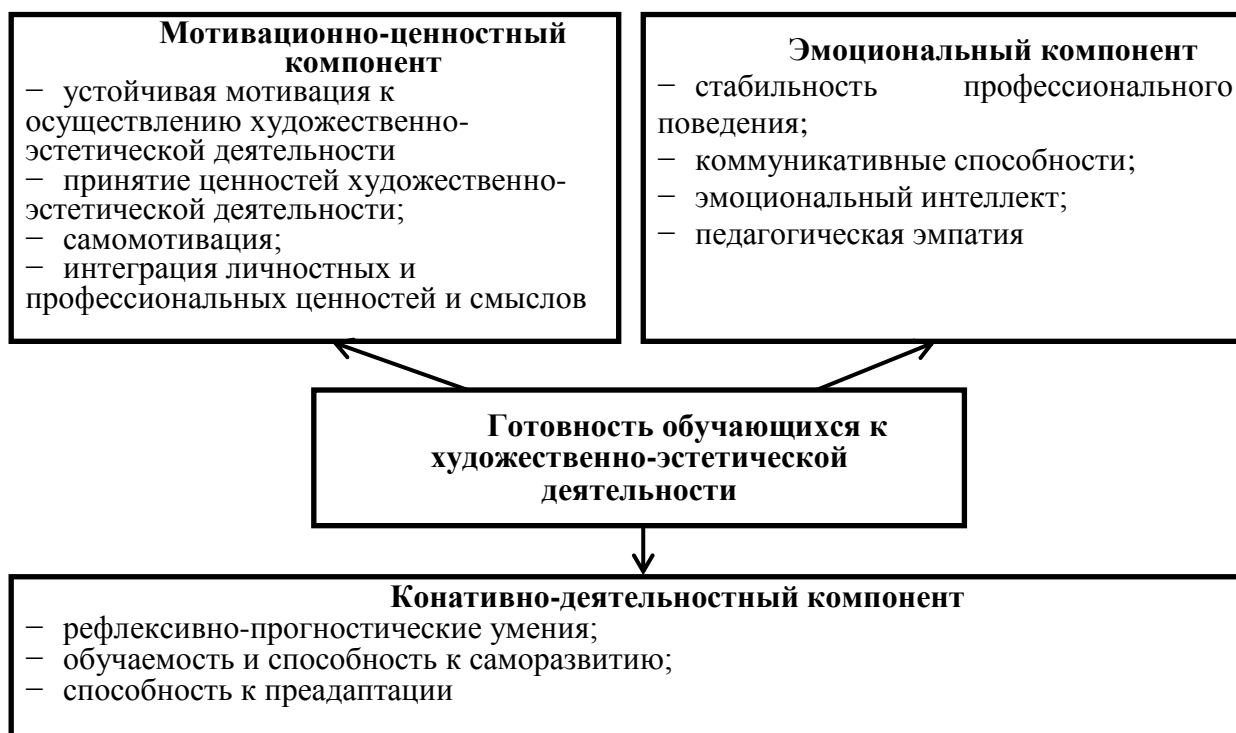 Мотивационно-ценностный
компонент
− устойчивая мотивация к
осуществлению художественно-
эстетической деятельности
− принятие ценностей художественно-
эстетической деятельности;
− самомотивация;
− интеграция личностных и
профессиональных ценностей и смыслов
Эмоциональный компонент
− стабильность профессионального
поведения;
− коммуникативные способности;
− эмоциональный интеллект;
− педагогическая эмпатия
Готовность обучающихся к
художественно-эстетической
деятельности
Конативно-деятельностный компонент
− рефлексивно-прогностические умения;
− обучаемость и способность к саморазвитию;
− способность к преадаптации